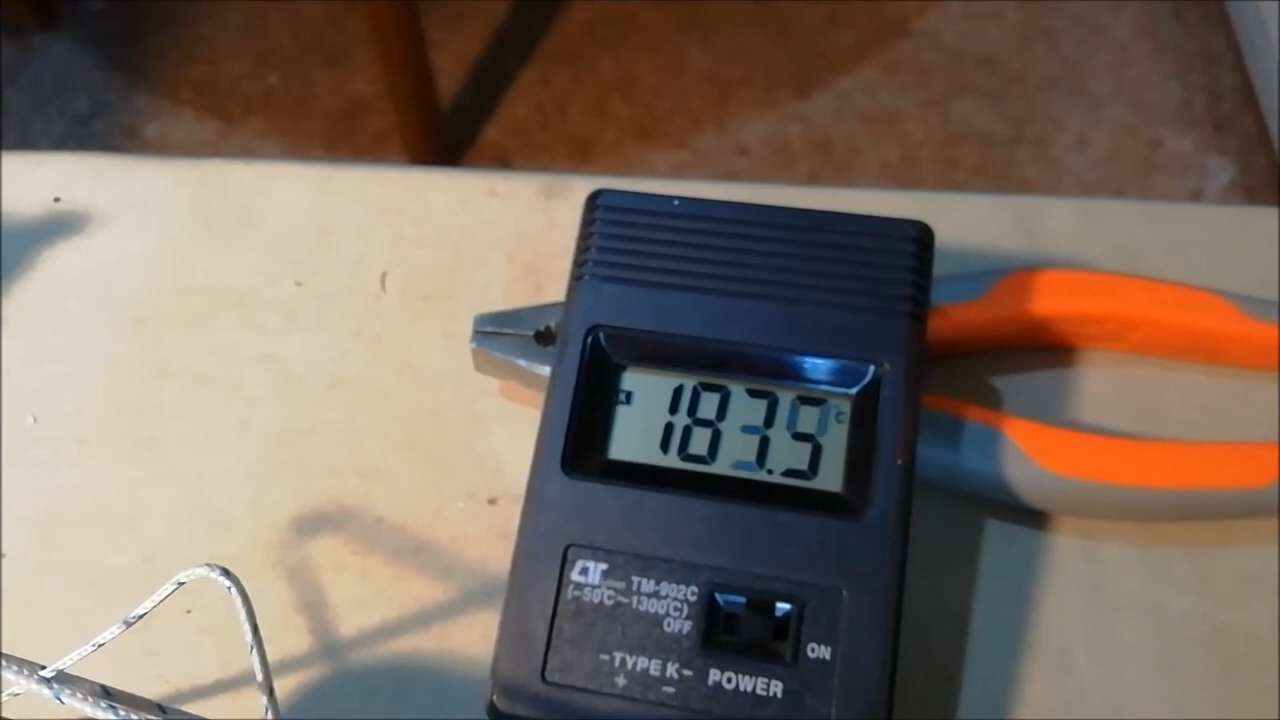 183.5 °C
K
TM-902C
(-50°C~1300°C)
OFF
ON
-TYPE K-
POWER
+ -